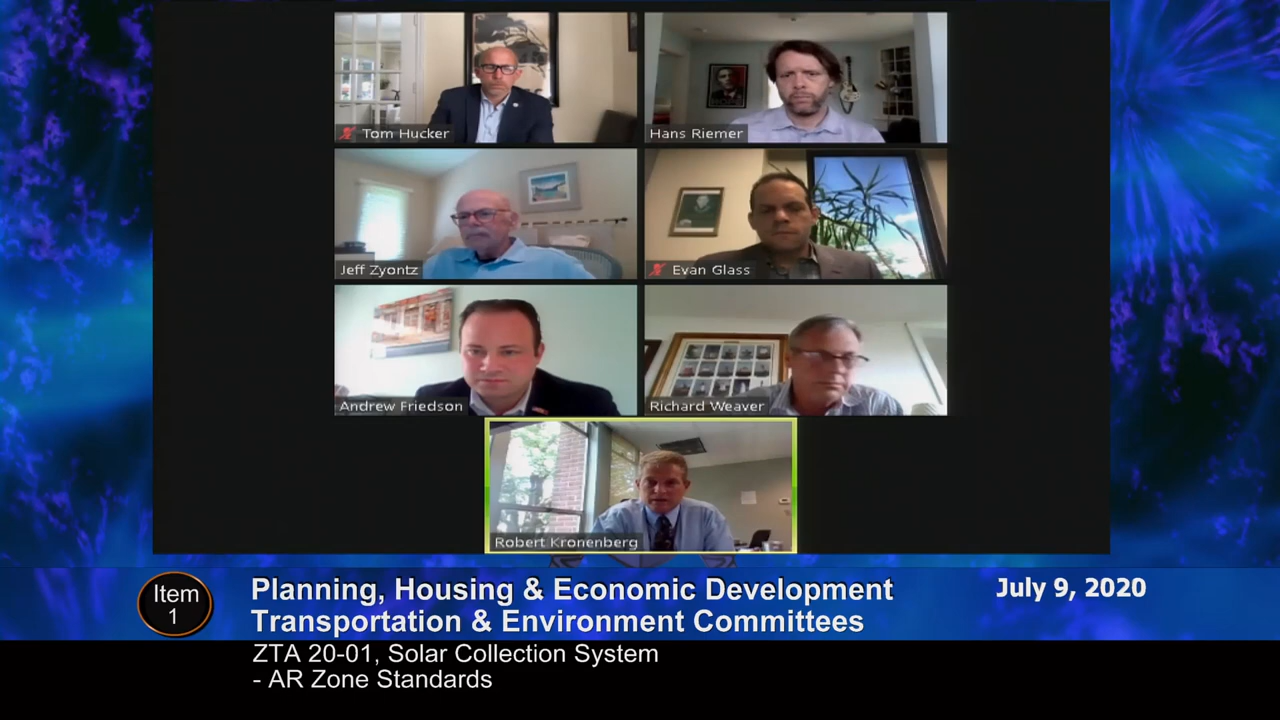 Tom Hucker
Hans Riemer
Jeff Zyontz
Evan Glass
Andrew Friedson
Richard Weaver
Robert Kronenberg
Item
1
Planning, Housing & Economic Development
Transportation & Environment Committees
July 9, 2020
ZTA 20-01, Solar Collection System
- AR Zone Standards